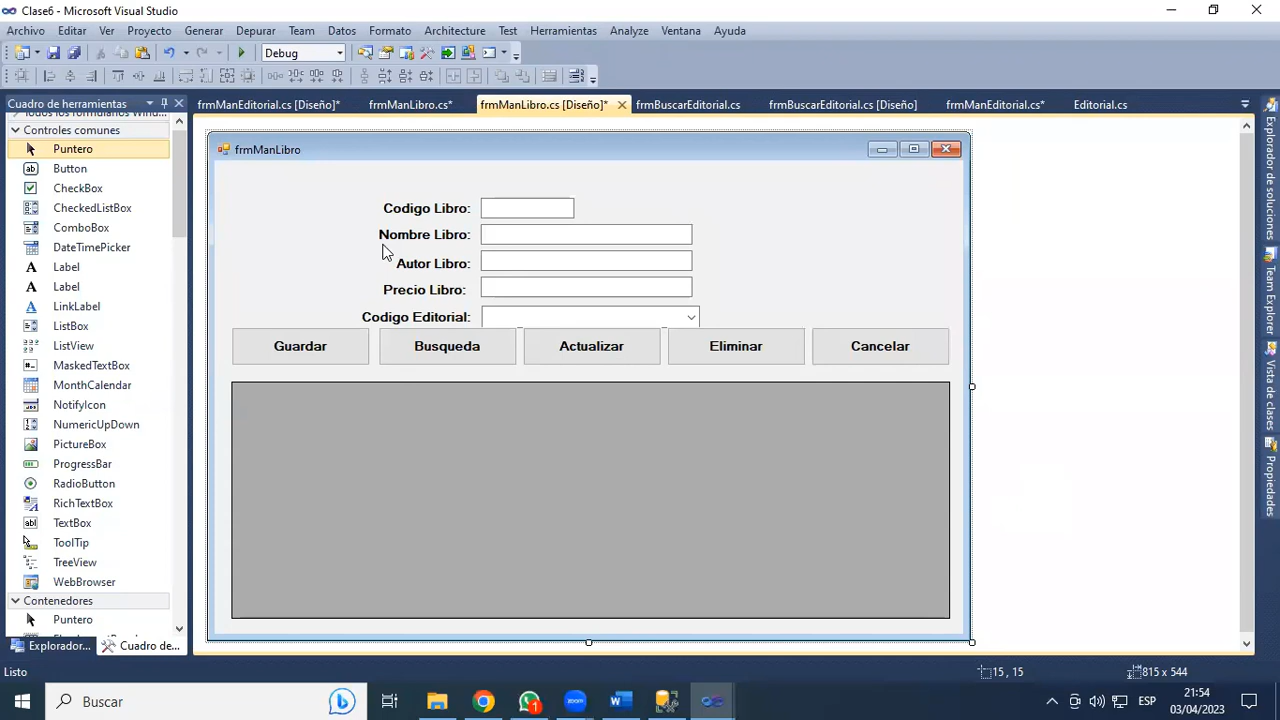 Clase6 - Microsoft Visual Studio
Archivo Editar Ver Proyecto Generar Depurar Team Datos Formato Architecture Test Herramientas Analyze Ventana Ayuda
Debug
Cuadro de herramientas
frmManEditorial.cs [Diseño]* frmManLibro.cs* frmManLibro.cs [Diseño]* frmBuscarEditorial.cs frmBuscarEditorial.cs [Diseño] frmManEditorial.cs* Editorial.cs
Controles comunes
Puntero
Button
CheckBox
CheckedListBox
ComboBox
DateTimePicker
Label
Label
LinkLabel
ListBox
ListView
MaskedTextBox
MonthCalendar
NotifyIcon
NumericUpDown
PictureBox
ProgressBar
RadioButton
RichTextBox
TextBox
ToolTip
TreeView
WebBrowser
Contenedores
Puntero
Explorador... Cuadro de...
frmManLibro
Codigo Libro:
Nombre Libro:
Autor Libro:
Precio Libro:
Codigo Editorial:
Guardar Busqueda Actualizar Eliminar Cancelar
Explorador de soluciones
Team Explorer
Vista de clases
Propiedades
Listo 15 , 15 815 x 544
Buscar
ESP
21:54
03/04/2023